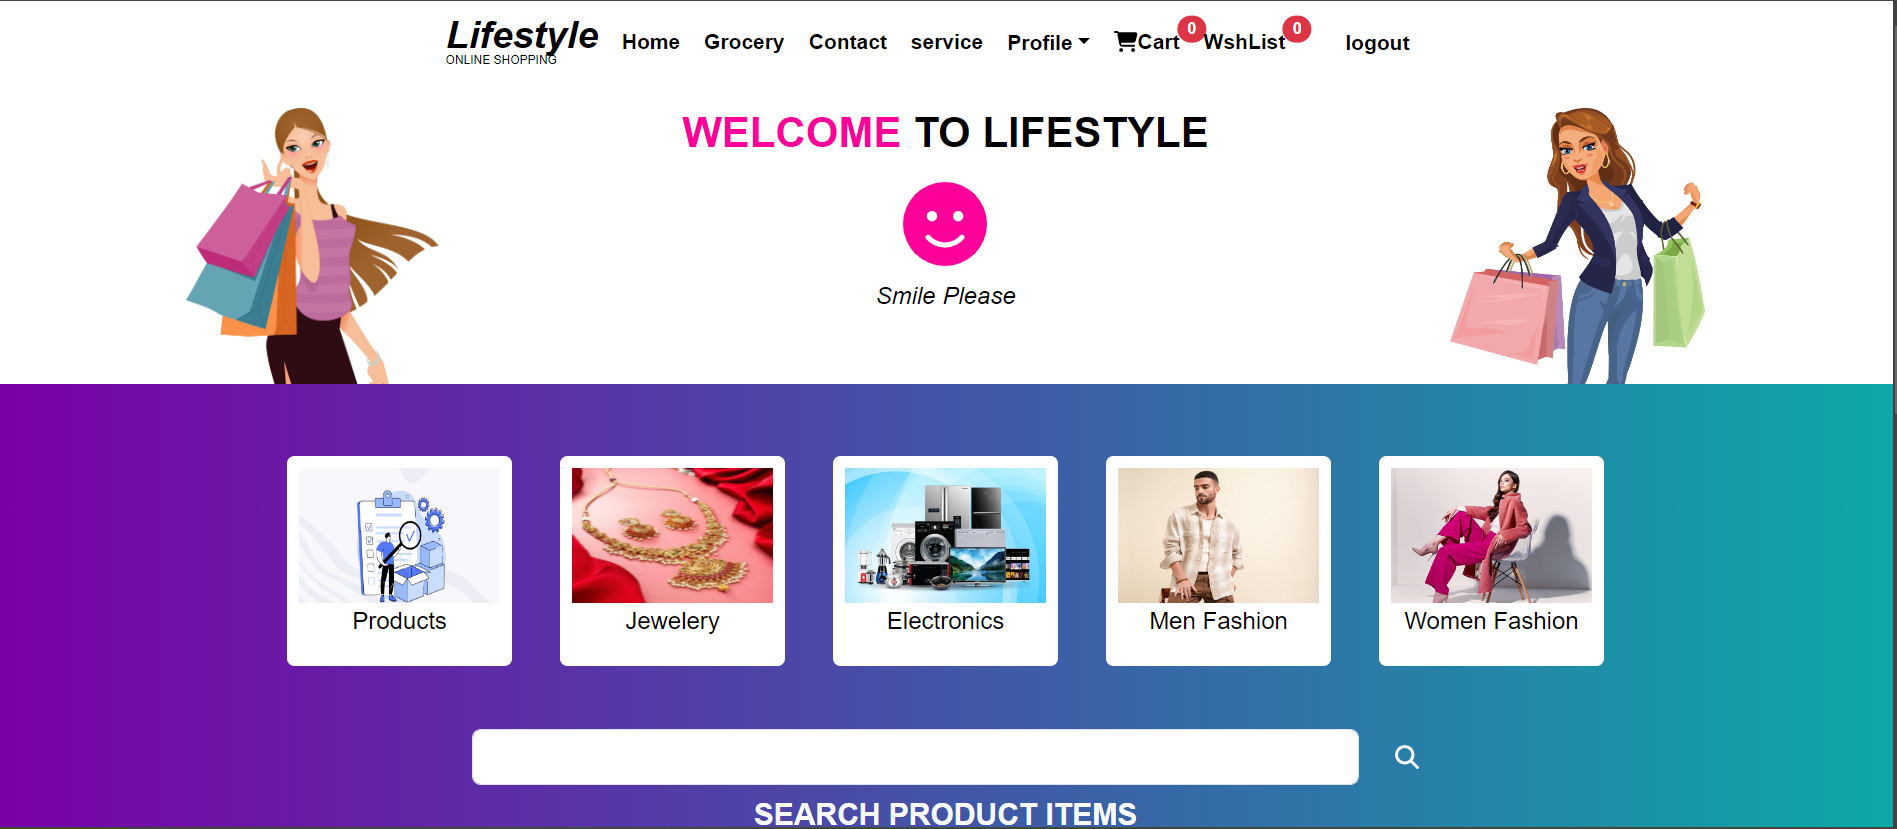 Lifestyle
ONLINE SHOPPING
Home Grocery Contact service Profile Cart 0 WshList 0 logout
WELCOME TO LIFESTYLE
Smile Please
Products Jewelery Electronics Men Fashion Women Fashion
SEARCH PRODUCT ITEMS